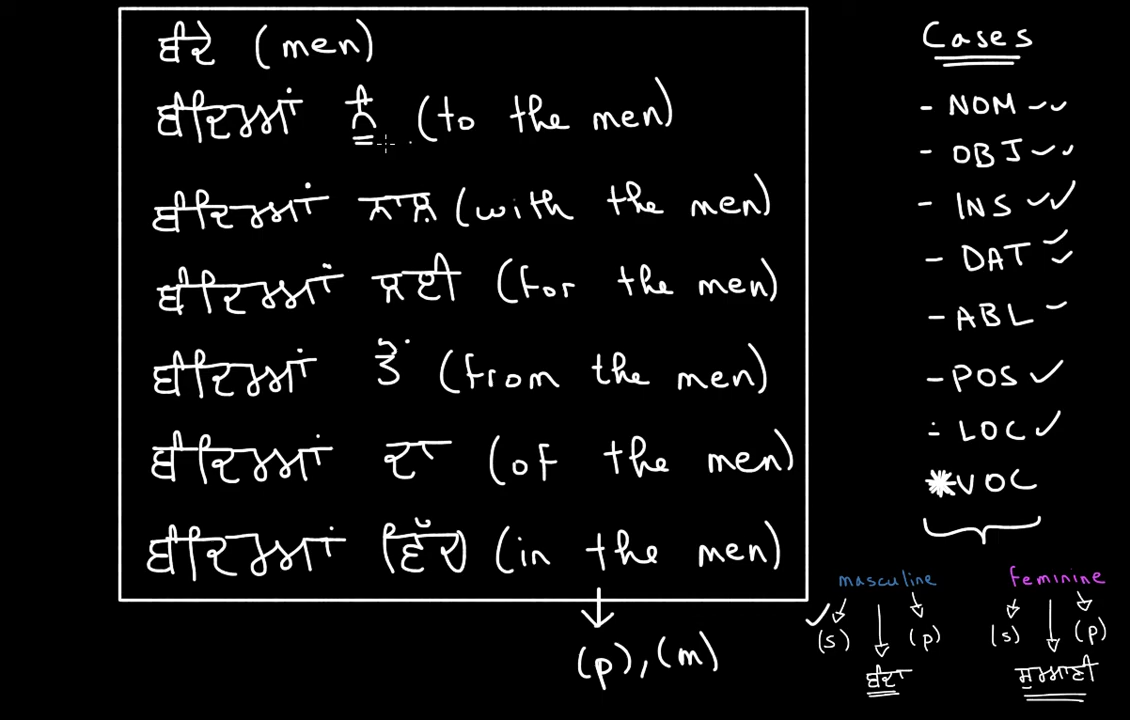 ਬੰਦੇ (men)
ਬੰਦਿਆਂ ਨੂੰ (to the men)
ਬੰਦਿਆਂ ਨਾਲ (with the men)
ਬੰਦਿਆਂ ਲਈ (for the men)
ਬੰਦਿਆਂ ਤੋਂ (from the men)
ਬੰਦਿਆਂ ਦਾ (of the men)
ਬੰਦਿਆਂ ਵਿੱਚ (in the men)
(p), (m)
Cases
- NOM ✓✓
- OBJ ✓✓
- INS ✓✓
- DAT ✓✓
- ABL ✓
- POS ✓
- LOC ✓
* VOC
masculine
✓(s) (p)
ਬੰਦਾ
feminine
(s) (p)
ਸੁਆਣੀ